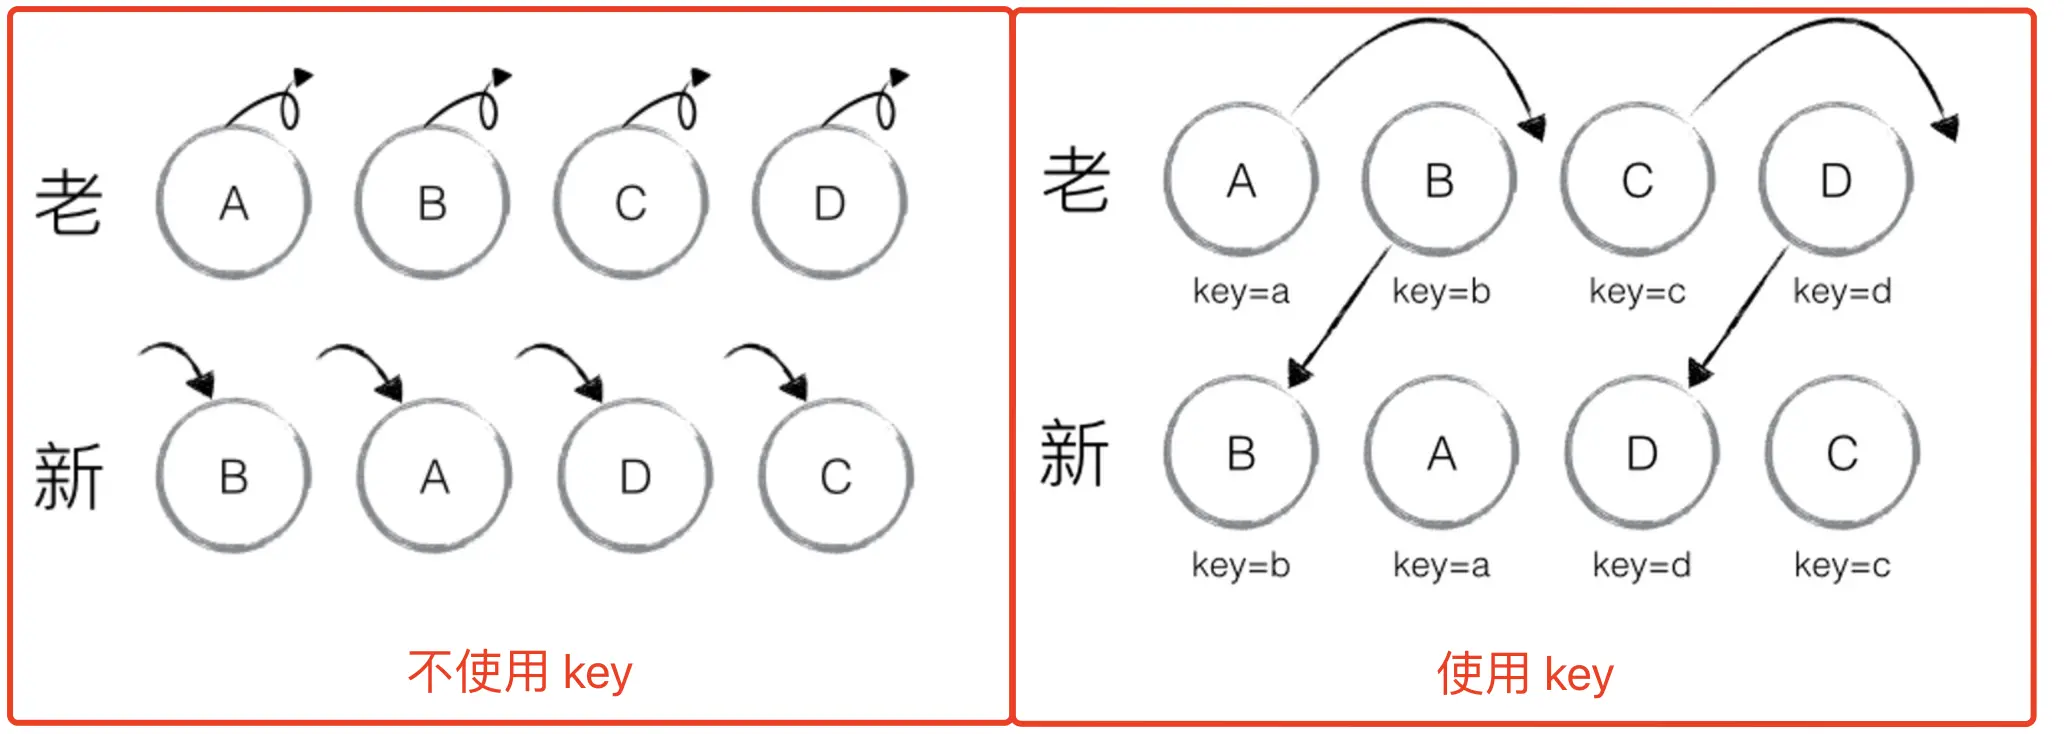 老 A B C D
新 B A D C
不使用 key
老 A B C D
key=a key=b key=c key=d
新 B A D C
key=b key=a key=d key=c
使用 key